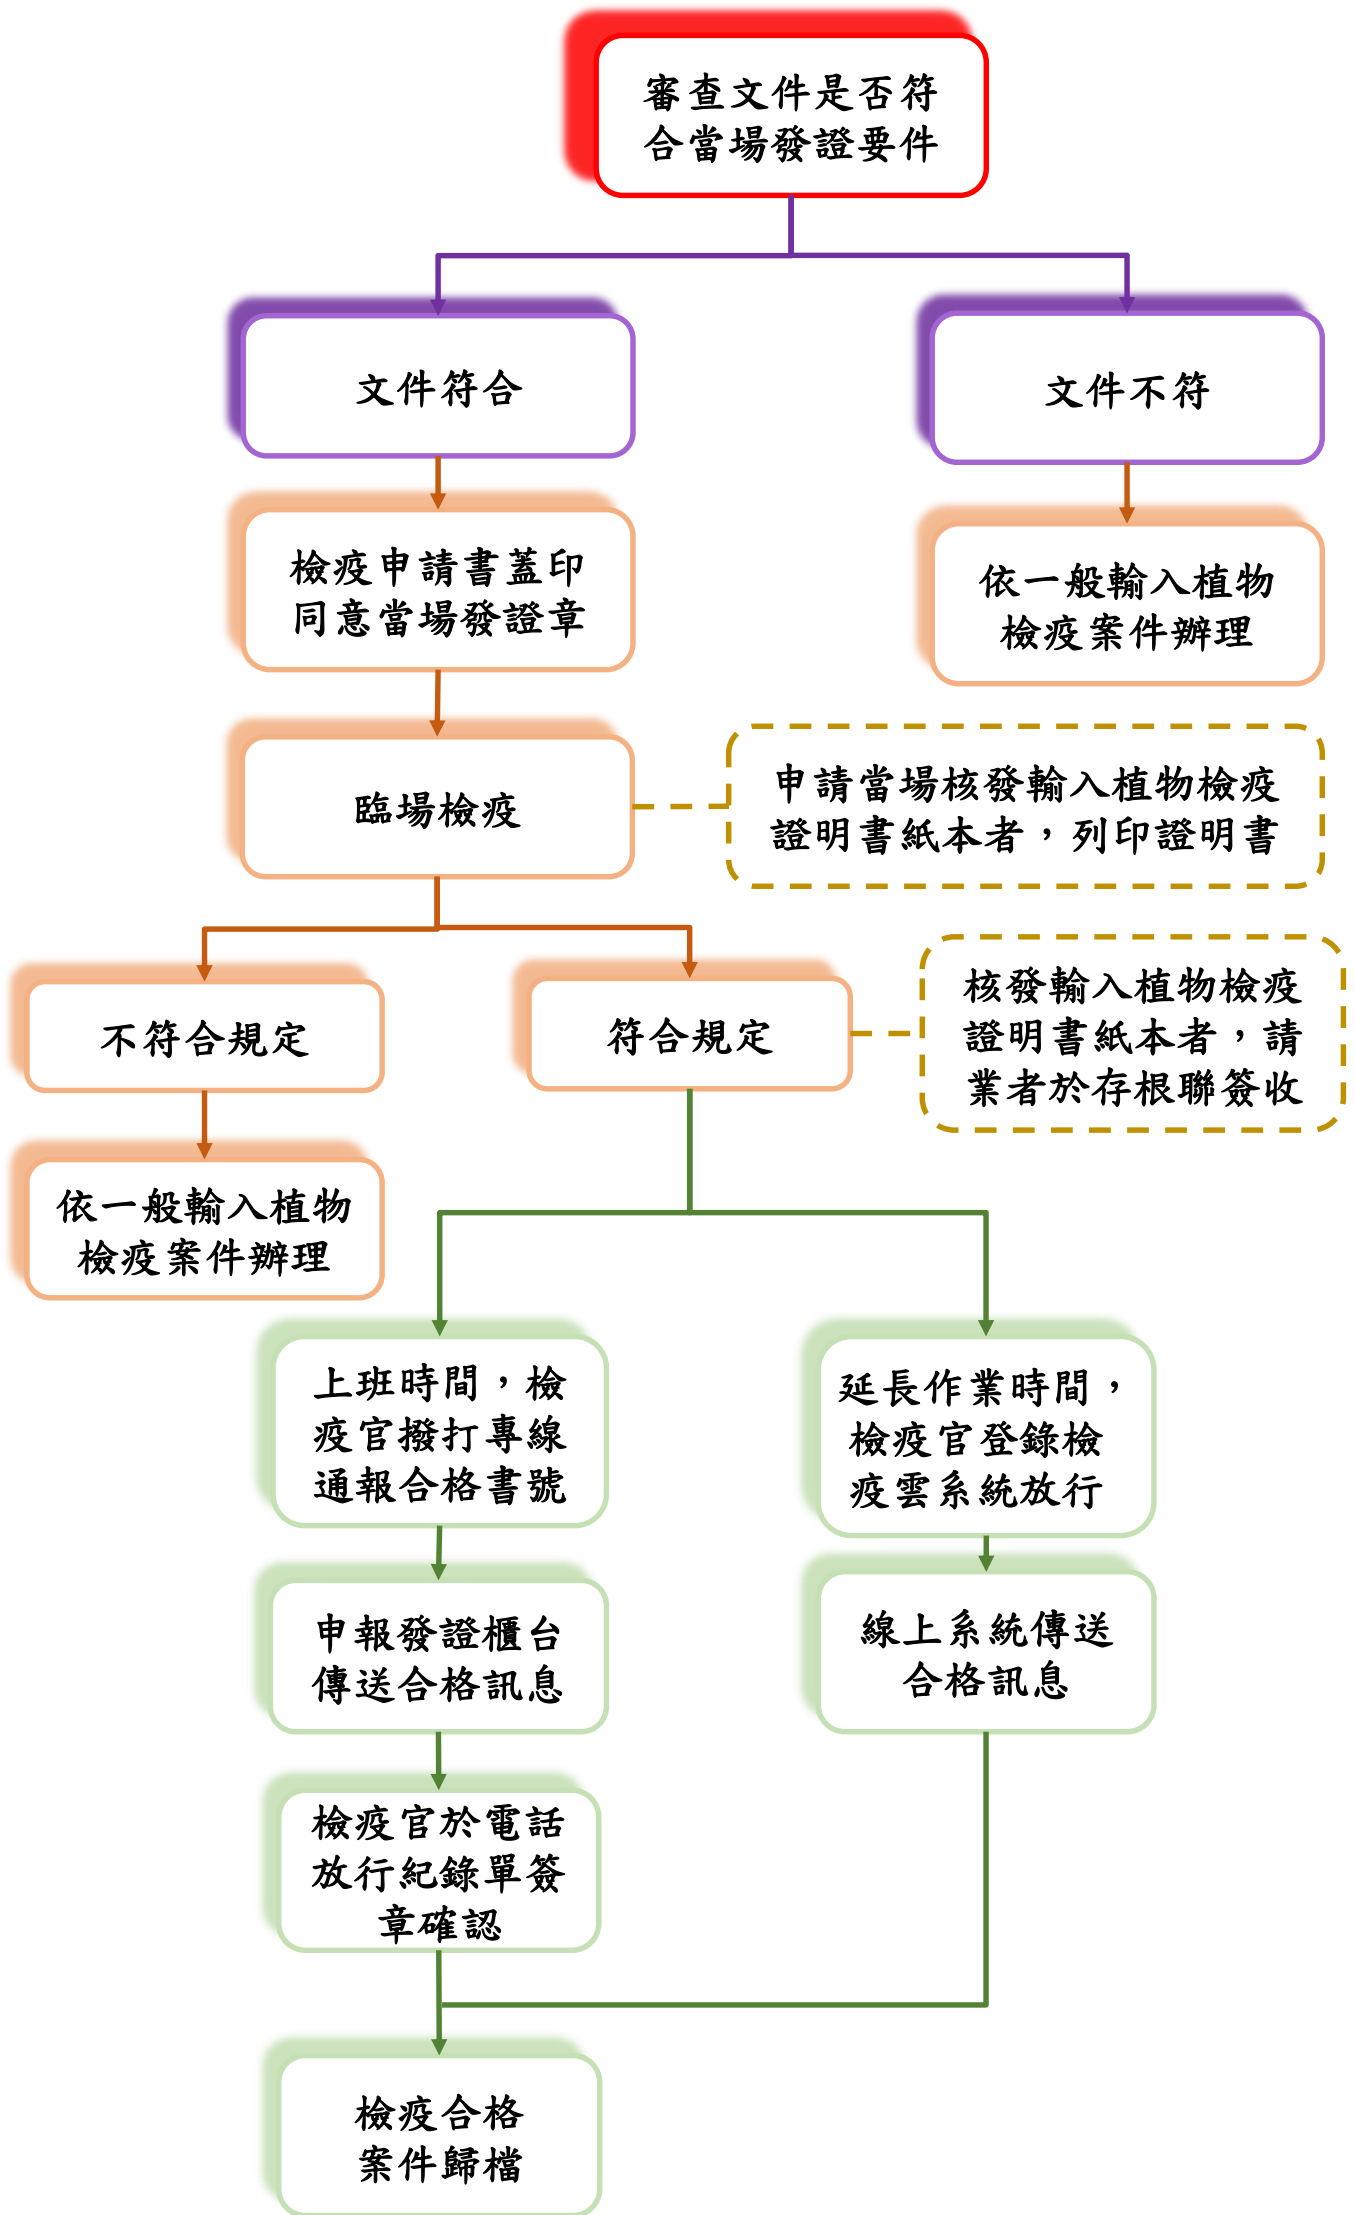 審查文件是否符
合當場發證要件
文件符合
文件不符
檢疫申請書蓋印
同意當場發證章
依一般輸入植物
檢疫案件辦理
臨場檢疫
申請當場核發輸入植物檢疫
證明書紙本者，列印證明書
不符合規定
符合規定
核發輸入植物檢疫
證明書紙本者，請
業者於存根聯簽收
依一般輸入植物
檢疫案件辦理
上班時間，檢
疫官撥打專線
通報合格書號
延長作業時間，
檢疫官登錄檢
疫雲系統放行
申報發證櫃台
傳送合格訊息
線上系統傳送
合格訊息
檢疫官於電話
放行紀錄單簽
章確認
檢疫合格
案件歸檔